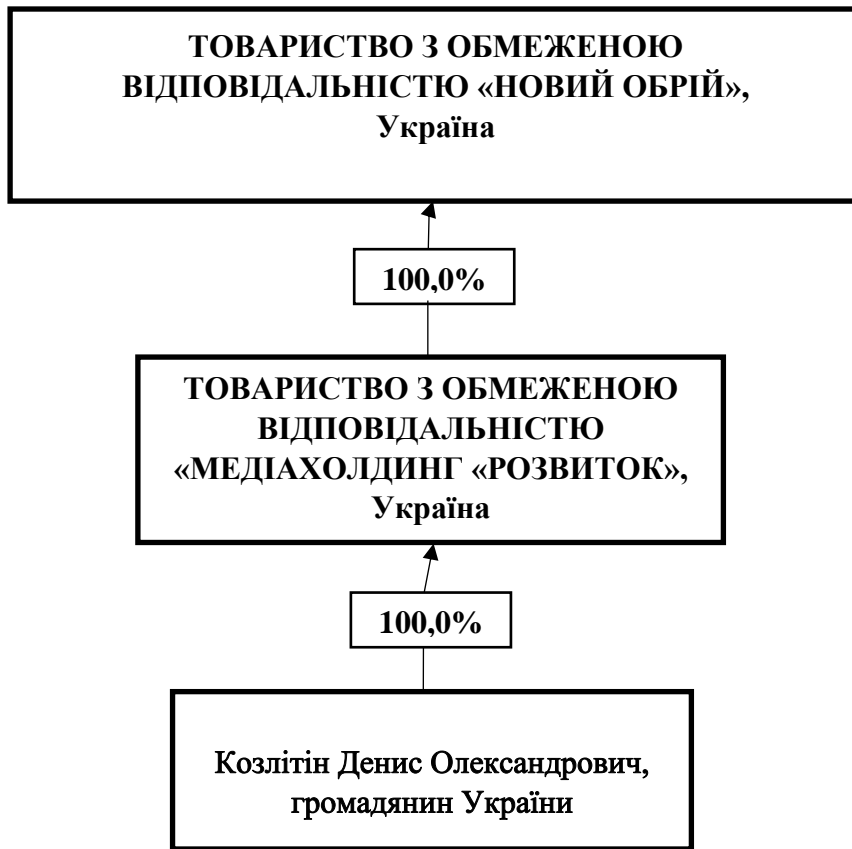 ТОВАРИСТВО З ОБМЕЖЕНОЮ
ВІДПОВІДАЛЬНІСТЮ «НОВИЙ ОБРІЙ»,
Україна
100,0%
ТОВАРИСТВО З ОБМЕЖЕНОЮ
ВІДПОВІДАЛЬНІСТЮ
«МЕДІАХОЛДИНГ «РОЗВИТОК»,
Україна
100,0%
Козлітін Денис Олександрович,
громадянин України